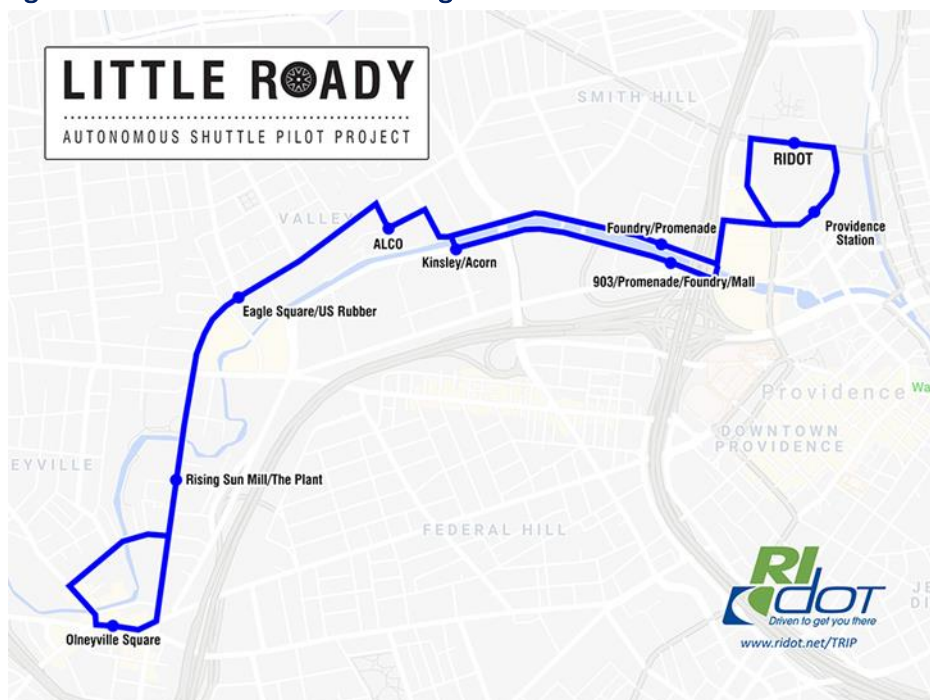 LITTLE ROADY
AUTONOMOUS SHUTTLE PILOT PROJECT
SMITH HILL
RIDOT
VALLEY
ALCO
Foundry/Promenade
Providence
Station
Kinsley/Acorn
903/Promenade/Foundry/Mall
Eagle Square/US Rubber
Providence
DOWNTOWN
PROVIDENCE
EYVILLE
Rising Sun Mill/The Plant
FEDERAL HILL
Olneyville Square
RI
DOT
Driven to get you there
www.ridot.net/TRIP